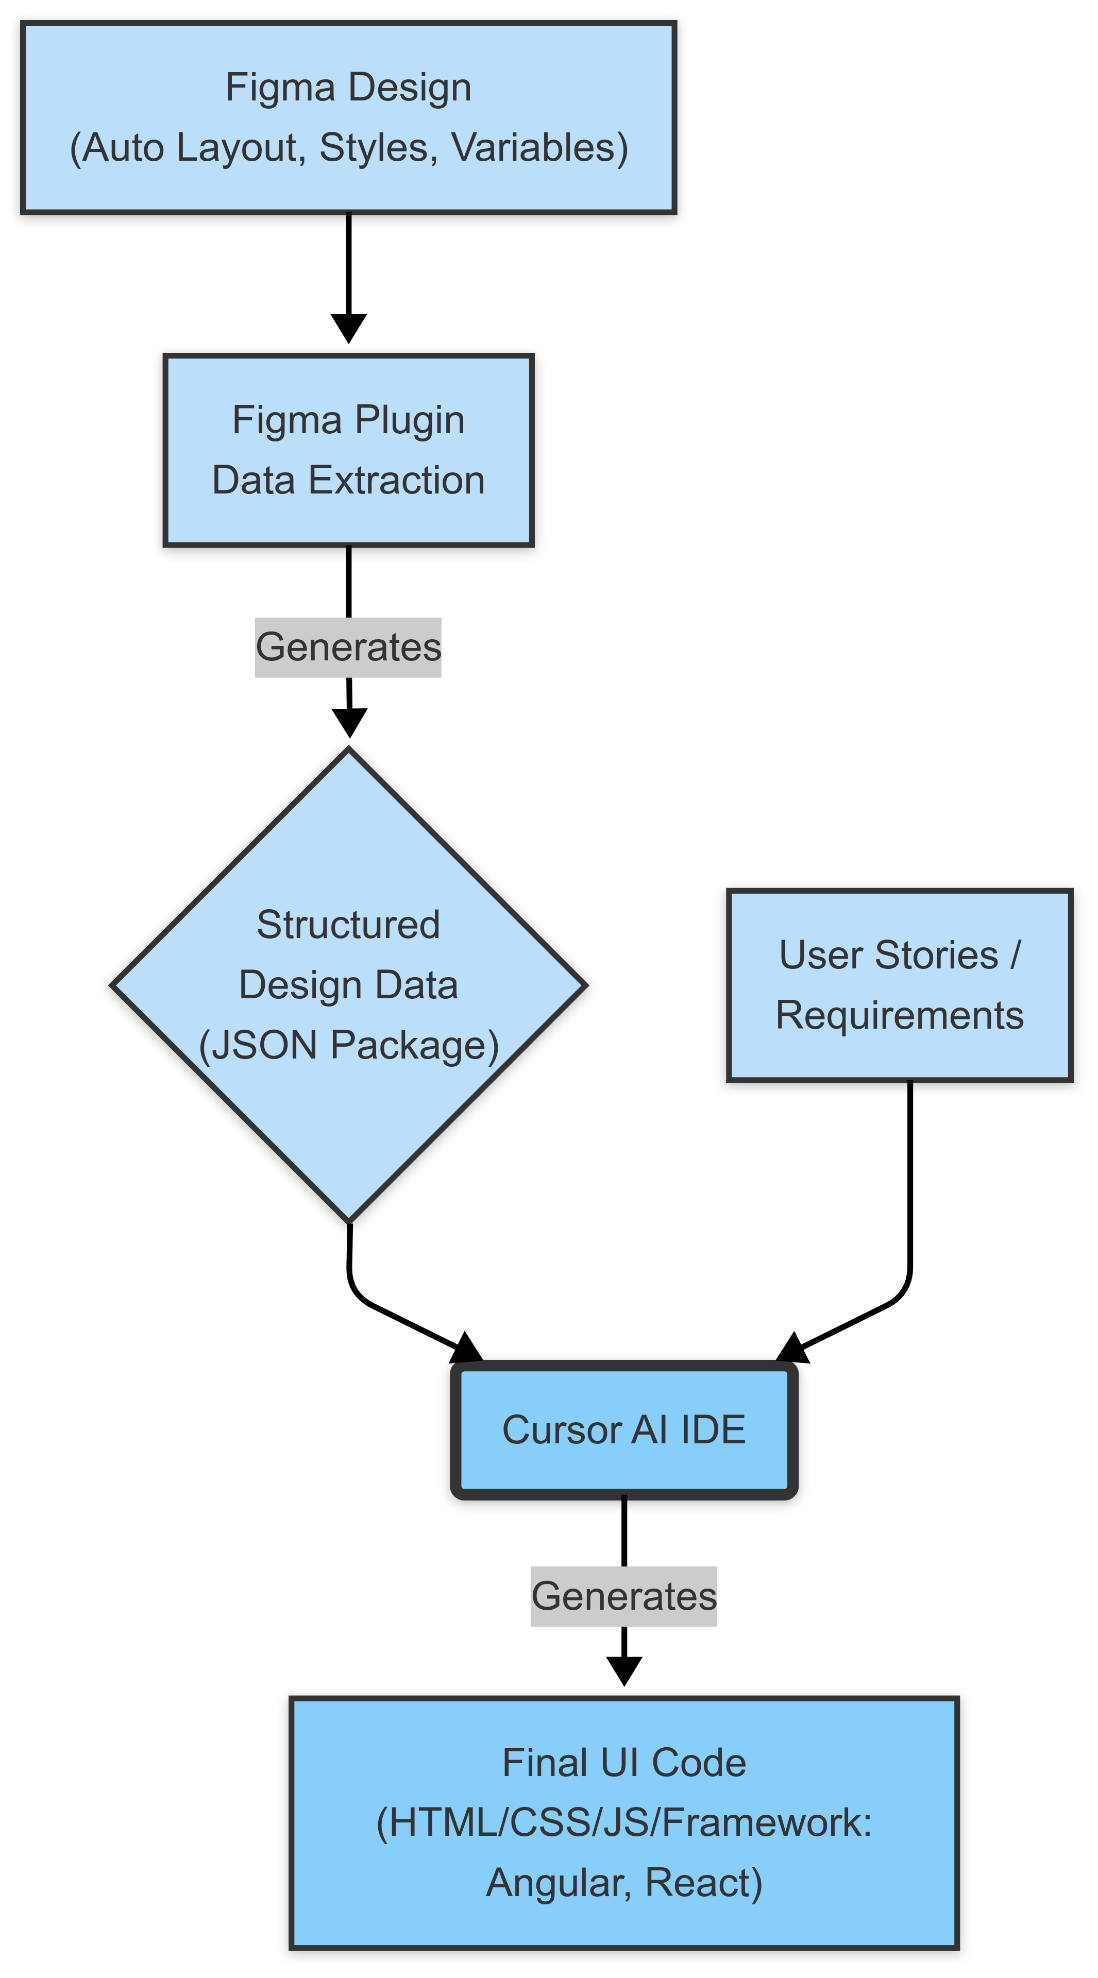 Figma Design
(Auto Layout, Styles, Variables)
Figma Plugin
Data Extraction
Generates
Structured
Design Data
(JSON Package)
User Stories /
Requirements
Cursor AI IDE
Generates
Final UI Code
(HTML/CSS/JS/Framework:
Angular, React)